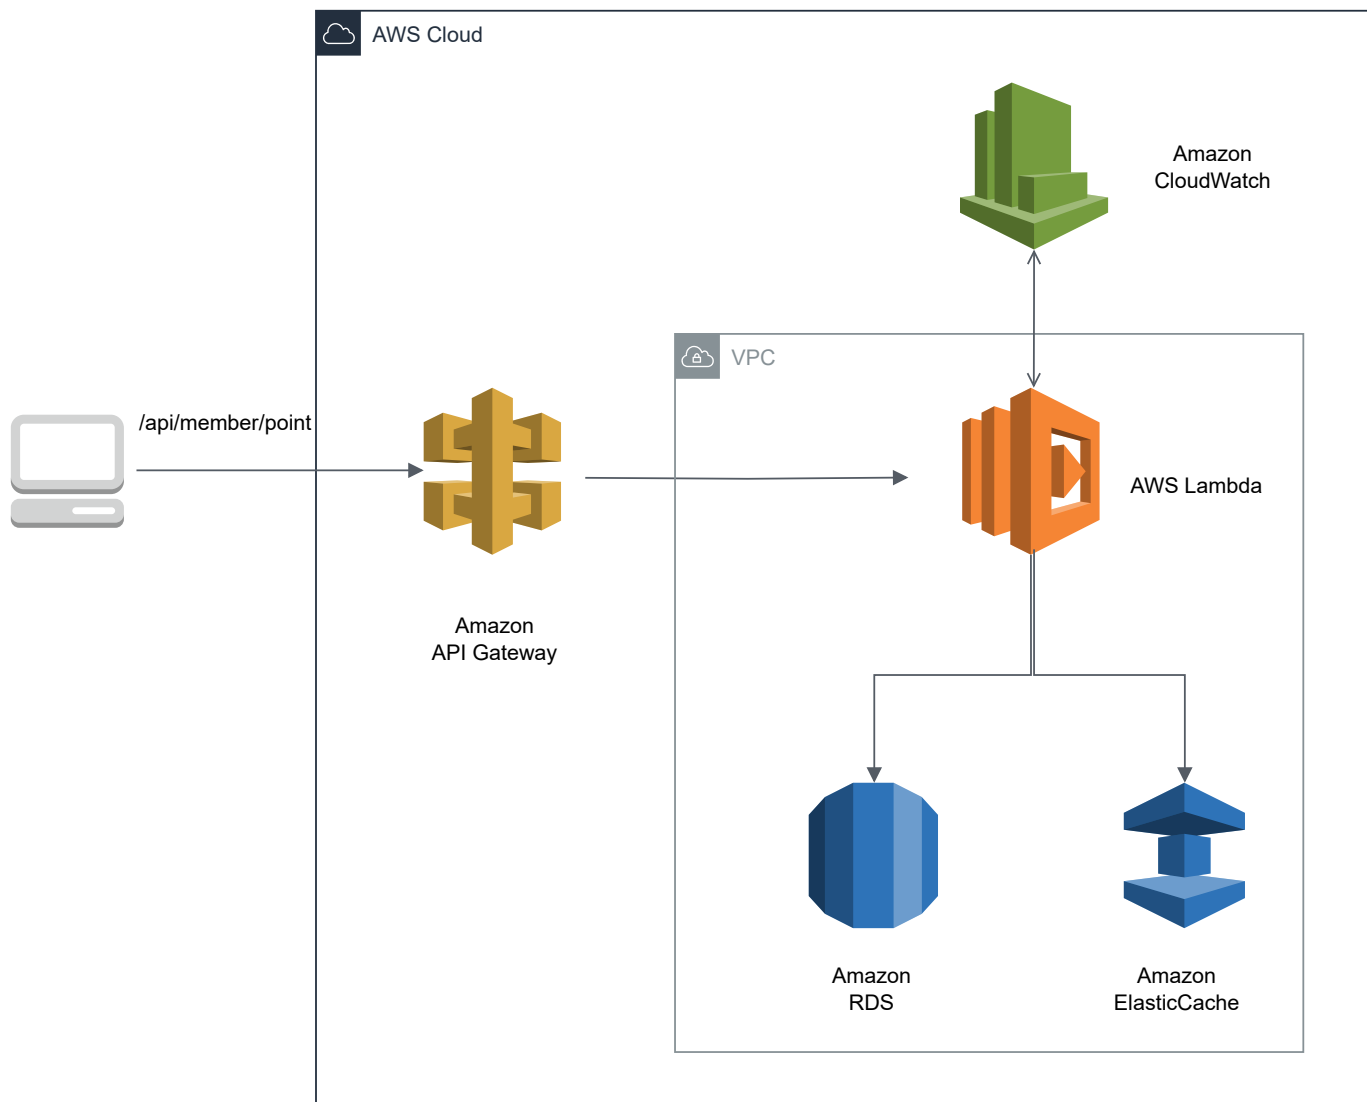 AWS Cloud
Amazon
CloudWatch
VPC
/api/member/point
AWS Lambda
Amazon
API Gateway
Amazon
RDS
Amazon
ElasticCache